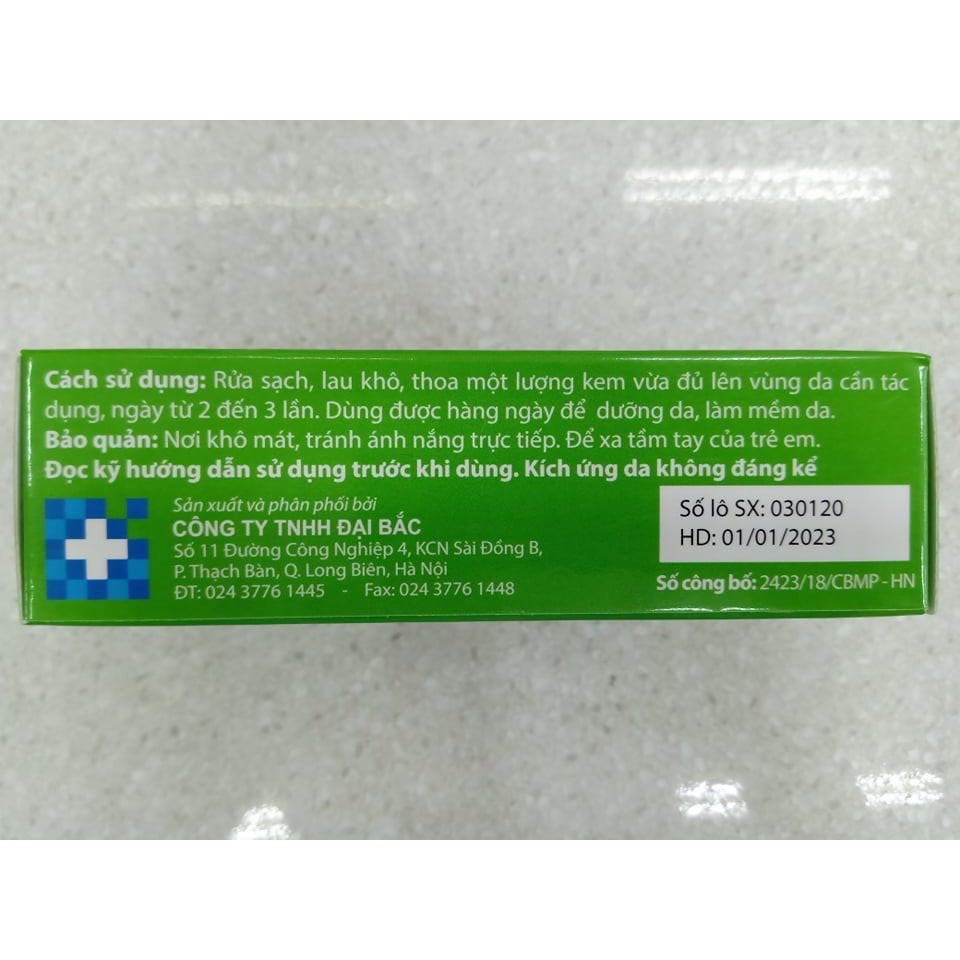 Cách sử dụng: Rửa sạch, lau khô, thoa một lượng kem vừa đủ lên vùng da cần tác
dụng, ngày từ 2 đến 3 lần. Dùng được hàng ngày để dưỡng da, làm mềm da.
Bảo quản: Nơi khô mát, tránh ánh nắng trực tiếp. Để xa tầm tay của trẻ em.
Đọc kỹ hướng dẫn sử dụng trước khi dùng. Kích ứng da không đáng kể
Sản xuất và phân phối bởi
CÔNG TY TNHH ĐẠI BẮC
Số 11 Đường Công Nghiệp 4, KCN Sài Đồng B,
P. Thạch Bàn, Q. Long Biên, Hà Nội
ĐT: 024 3776 1445 - Fax: 024 3776 1448
Số lô SX: 030120
HD: 01/01/2023
Số công bố: 2423/18/CBMP - HN